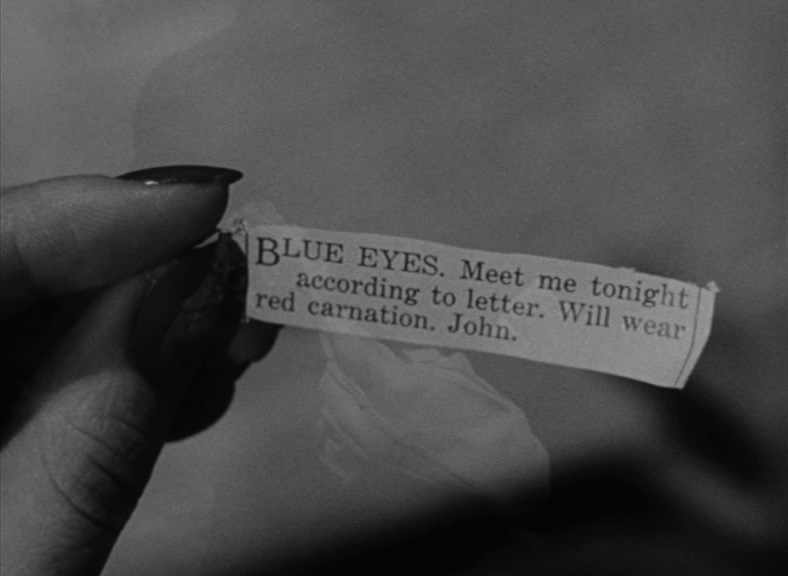 BLUE EYES. Meet me tonight
according to letter. Will wear
red carnation. John.